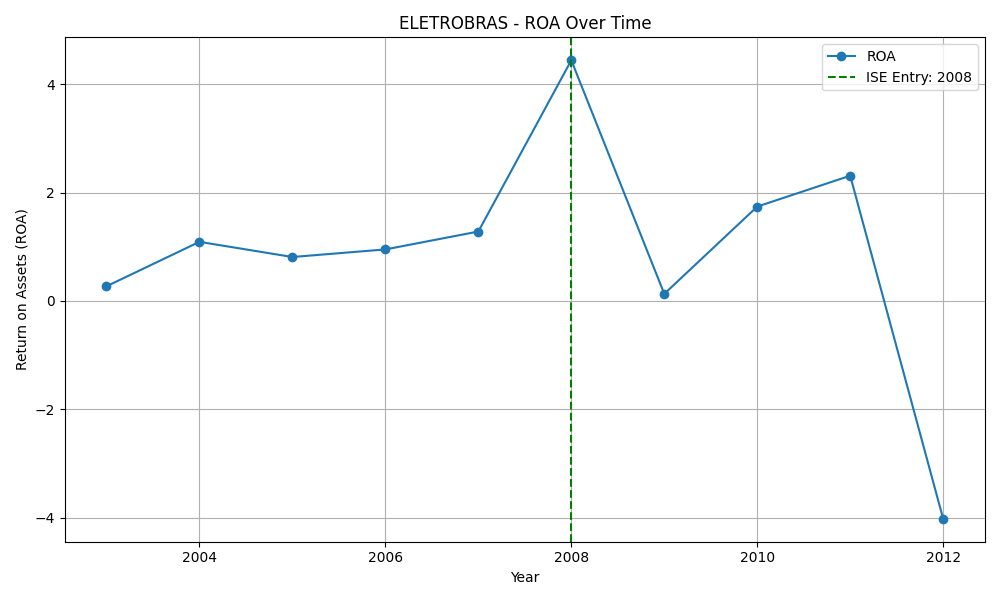 ELETROBRAS - ROA Over Time
ROA
ISE Entry: 2008
Return on Assets (ROA)
4
2
0
−2
−4
2004
2006
2008
2010
2012
Year